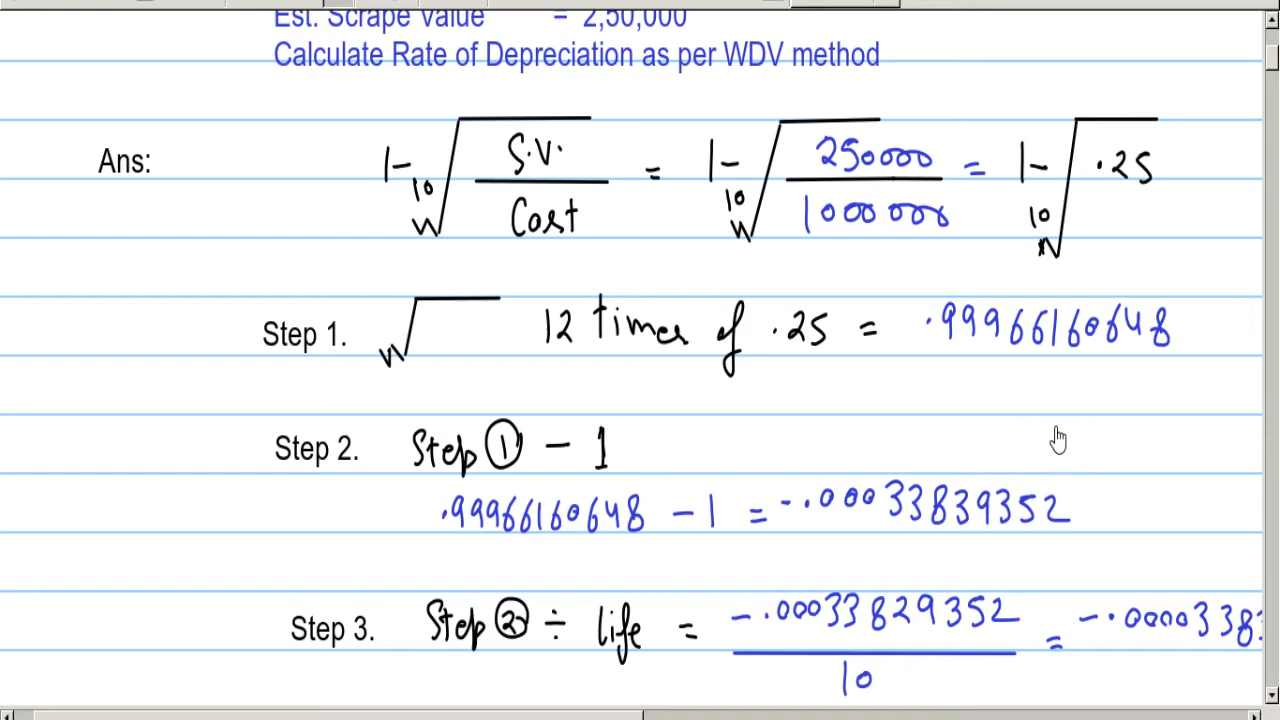 Est. Scrape Value = 2,50,000
Calculate Rate of Depreciation as per WDV method
Ans: 1- 10√ S.V. / Cost = 1- 10√ 250000 / 1000000 = 1- 10√ .25
Step 1. √ 12 times of .25 = .99966160648
Step 2. Step ① - 1
.99966160648 - 1 = -.00033839352
Step 3. Step ② ÷ life = -.00033829352 / 10 = -.0000338